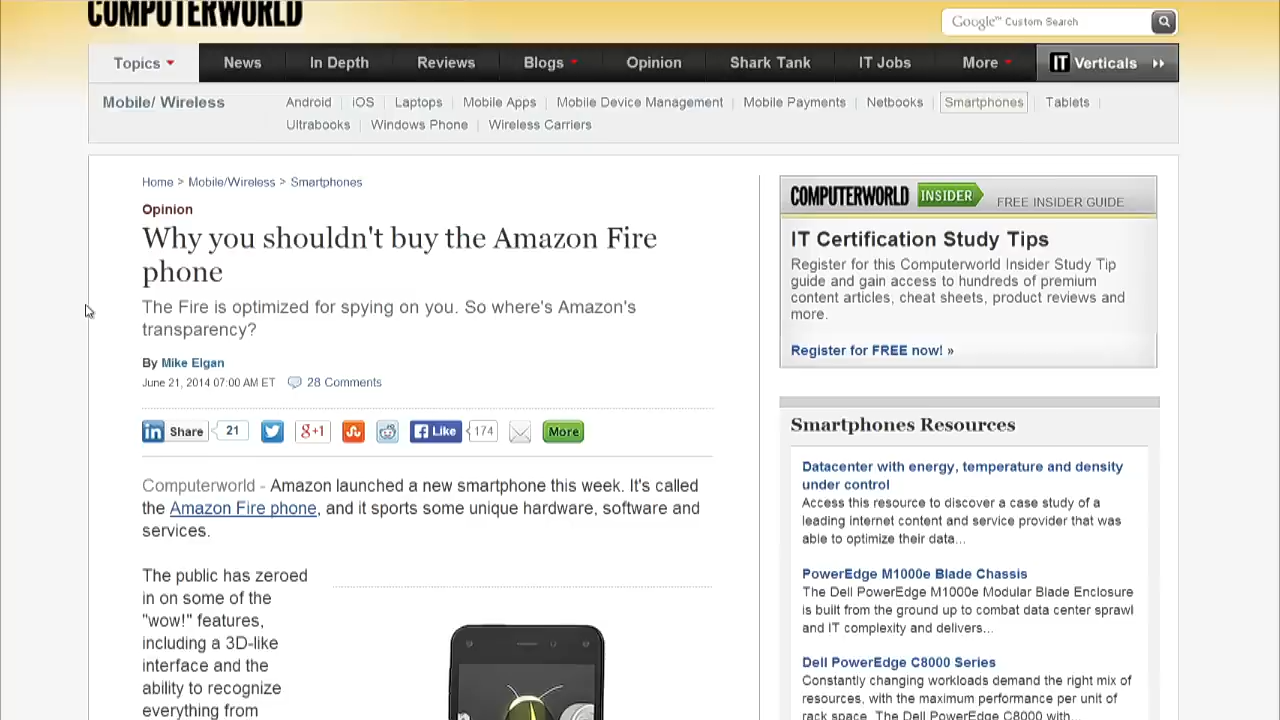 COMPUTERWORLD
Google™ Custom Search
Topics News In Depth Reviews Blogs Opinion Shark Tank IT Jobs More IT Verticals
Mobile/ Wireless Android iOS Laptops Mobile Apps Mobile Device Management Mobile Payments Netbooks Smartphones Tablets
Ultrabooks Windows Phone Wireless Carriers
Home > Mobile/Wireless > Smartphones
Opinion
Why you shouldn't buy the Amazon Fire
phone
The Fire is optimized for spying on you. So where's Amazon's
transparency?
By Mike Elgan
June 21, 2014 07:00 AM ET 28 Comments
in Share 21 g+1 Like 174 More
Computerworld - Amazon launched a new smartphone this week. It's called
the Amazon Fire phone, and it sports some unique hardware, software and
services.
The public has zeroed
in on some of the
"wow!" features,
including a 3D-like
interface and the
ability to recognize
everything from
COMPUTERWORLD INSIDER FREE INSIDER GUIDE
IT Certification Study Tips
Register for this Computerworld Insider Study Tip
guide and gain access to hundreds of premium
content articles, cheat sheets, product reviews and
more.
Register for FREE now! »
Smartphones Resources
Datacenter with energy, temperature and density
under control
Access this resource to discover a case study of a
leading internet content and service provider that was
able to optimize their data...
PowerEdge M1000e Blade Chassis
The Dell PowerEdge M1000e Modular Blade Enclosure
is built from the ground up to combat data center sprawl
and IT complexity and delivers...
Dell PowerEdge C8000 Series
Constantly changing workloads demand the right mix of
resources, with the maximum performance per unit of
rack space. The Dell PowerEdge C8000 with...